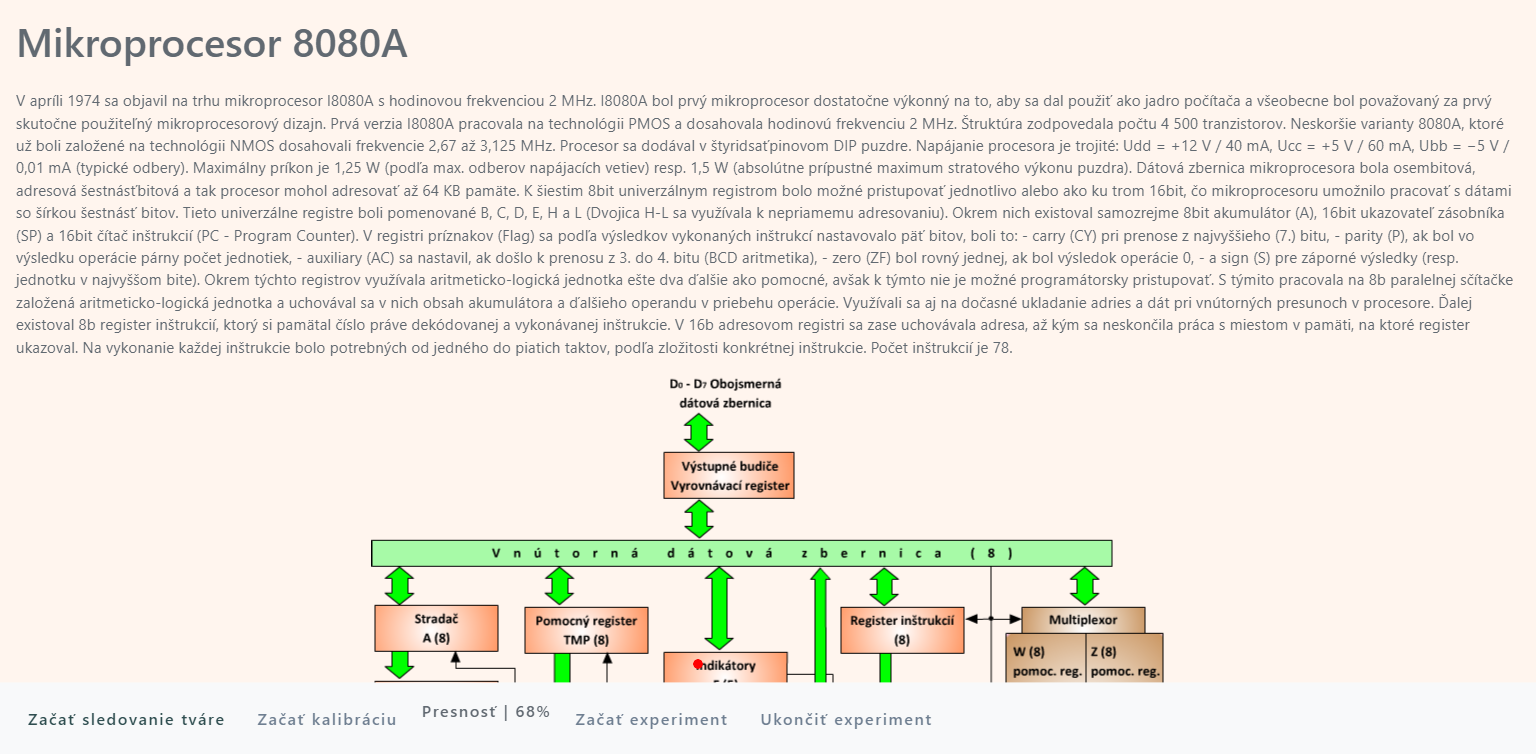 Mikroprocesor 8080A
V apríli 1974 sa objavil na trhu mikroprocesor I8080A s hodinovou frekvenciou 2 MHz. I8080A bol prvý mikroprocesor dostatočne výkonný na to, aby sa dal použiť ako jadro počítača a všeobecne bol považovaný za prvý
skutočne použiteľný mikroprocesorový dizajn. Prvá verzia I8080A pracovala na technológii PMOS a dosahovala hodinovú frekvenciu 2 MHz. Štruktúra zodpovedala počtu 4 500 tranzistorov. Neskoršie varianty 8080A, ktoré
už boli založené na technológii NMOS dosahovali frekvencie 2,67 až 3,125 MHz. Procesor sa dodával v štyridsaťpinovom DIP puzdre. Napájanie procesora je trojité: Udd = +12 V / 40 mA, Ucc = +5 V / 60 mA, Ubb = −5 V /
0,01 mA (typické odbery). Maximálny príkon je 1,25 W (podľa max. odberov napájacích vetiev) resp. 1,5 W (absolútne prípustné maximum stratového výkonu puzdra). Dátová zbernica mikroprocesora bola osembitová,
adresová šestnásťbitová a tak procesor mohol adresovať až 64 KB pamäte. K šiestim 8bit univerzálnym registrom bolo možné pristupovať jednotlivo alebo ako ku trom 16bit, čo mikroprocesoru umožnilo pracovať s dátami
so šírkou šestnásť bitov. Tieto univerzálne registre boli pomenované B, C, D, E, H a L (Dvojica H-L sa využívala k nepriamemu adresovaniu). Okrem nich existoval samozrejme 8bit akumulátor (A), 16bit ukazovateľ zásobníka
(SP) a 16bit čítač inštrukcií (PC - Program Counter). V registri príznakov (Flag) sa podľa výsledkov vykonaných inštrukcí nastavovalo päť bitov, boli to: - carry (CY) pri prenose z najvyššieho (7.) bitu, - parity (P), ak bol vo
výsledku operácie párny počet jednotiek, - auxiliary (AC) sa nastavil, ak došlo k prenosu z 3. do 4. bitu (BCD aritmetika), - zero (ZF) bol rovný jednej, ak bol výsledok operácie 0, - a sign (S) pre záporné výsledky (resp.
jednotku v najvyššom bite). Okrem týchto registrov využívala aritmeticko-logická jednotka ešte dva ďalšie ako pomocné, avšak k týmto nie je možné programátorsky pristupovať. S týmito pracovala na 8b paralelnej sčítačke
založená aritmeticko-logická jednotka a uchovával sa v nich obsah akumulátora a ďalšieho operandu v priebehu operácie. Využívali sa aj na dočasné ukladanie adries a dát pri vnútorných presunoch v procesore. Ďalej
existoval 8b register inštrukcií, ktorý si pamätal číslo práve dekódovanej a vykonávanej inštrukcie. V 16b adresovom registri sa zase uchovávala adresa, až kým sa neskončila práca s miestom v pamäti, na ktoré register
ukazoval. Na vykonanie každej inštrukcie bolo potrebných od jedného do piatich taktov, podľa zložitosti konkrétnej inštrukcie. Počet inštrukcií je 78.
D0 - D7 Obojsmerná
dátová zbernica
Výstupné budiče
Vyrovnávací register
Vnútorná dátová zbernica (8)
Stradač
A (8)
Pomocný register
TMP (8)
Indikátory
Register inštrukcií
(8)
Multiplexor
W (8)
pomoc. reg.
Z (8)
pomoc. reg.
Začať sledovanie tváre
Začať kalibráciu
Presnosť | 68%
Začať experiment
Ukončiť experiment